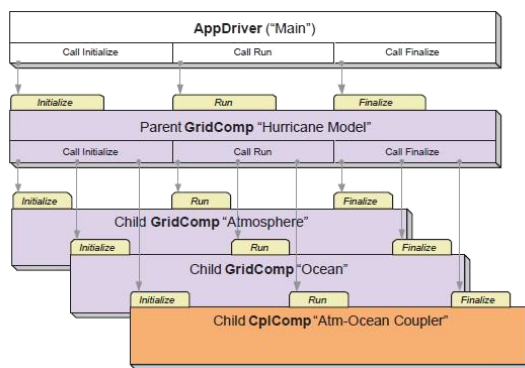 AppDriver (“Main”)
Call Initialize Call Run Call Finalize
Initialize Run Finalize
Parent GridComp “Hurricane Model”
Call Initialize Call Run Call Finalize
Initialize Run Finalize
Child GridComp “Atmosphere”
Initialize Run Finalize
Child GridComp “Ocean”
Initialize Run Finalize
Child CplComp “Atm-Ocean Coupler”